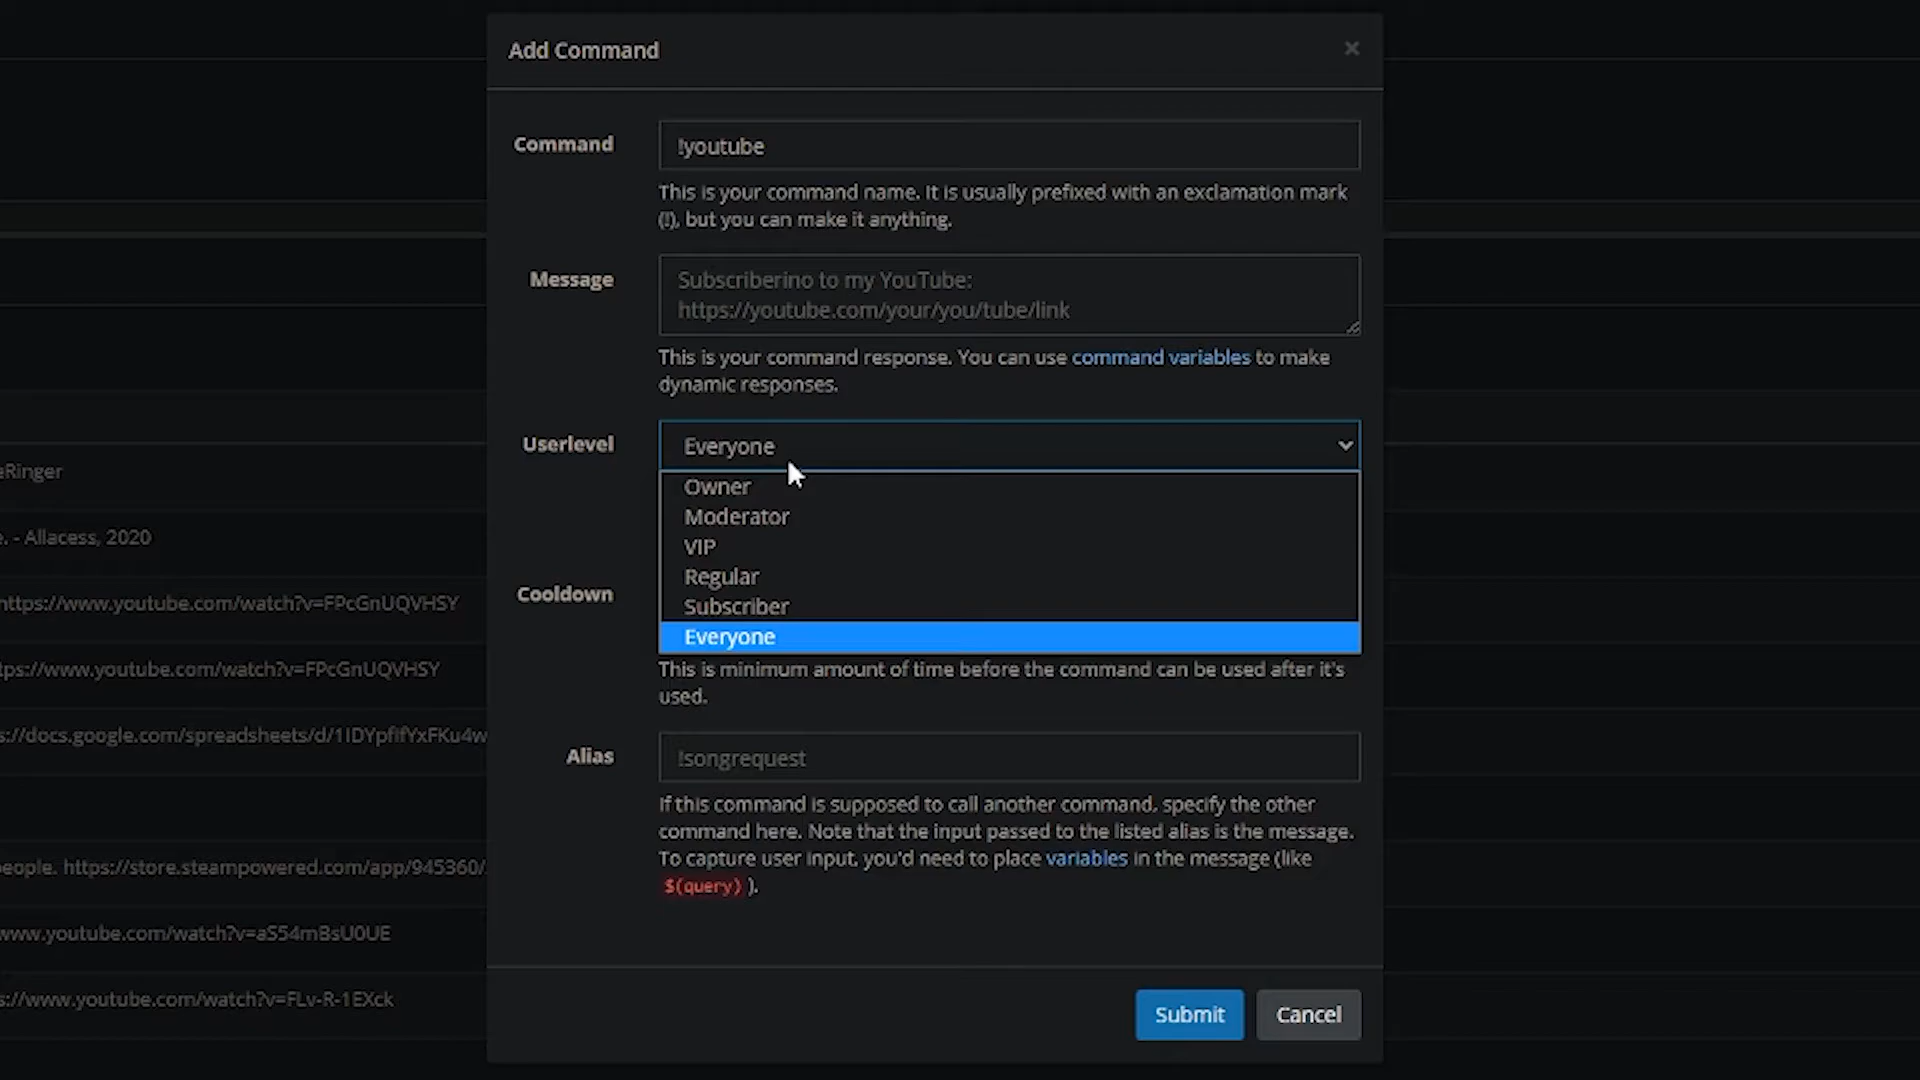 Add Command
×
Command
!youtube
This is your command name. It is usually prefixed with an exclamation mark
(!), but you can make it anything.
Message
Subscriberino to my YouTube:
https://youtube.com/your/you/tube/link
This is your command response. You can use command variables to make
dynamic responses.
Userlevel
Everyone
Owner
Moderator
VIP
Regular
Subscriber
Everyone
Cooldown
This is minimum amount of time before the command can be used after it's
used.
Alias
!songrequest
If this command is supposed to call another command, specify the other
command here. Note that the input passed to the listed alias is the message.
To capture user input, you'd need to place variables in the message (like
$(query) ).
Submit
Cancel
eRinger
e. - Allacess, 2020
https://www.youtube.com/watch?v=FPcGnUQVHSY
tps://www.youtube.com/watch?v=FPcGnUQVHSY
s://docs.google.com/spreadsheets/d/1IDYpfifYxFKu4w
people. https://store.steampowered.com/app/945360/
www.youtube.com/watch?v=aS54mBsU0UE
s://www.youtube.com/watch?v=FLv-R-1EXck